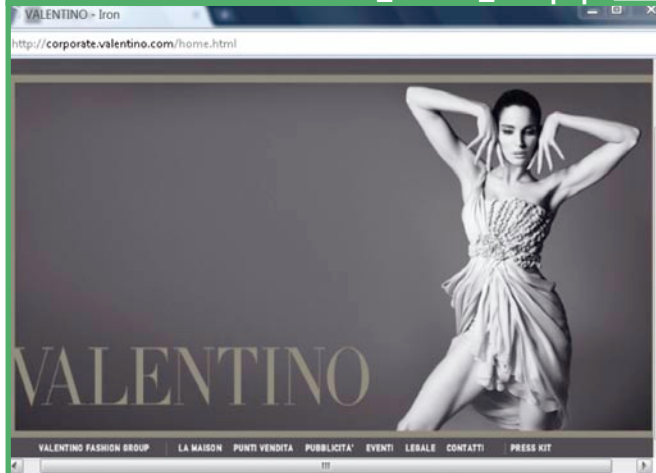 VALENTINO - Iron
http://corporate.valentino.com/home.html
VALENTINO
VALENTINO FASHION GROUP LA MAISON PUNTI VENDITA PUBBLICITA' EVENTI LEGALE CONTATTI PRESS KIT